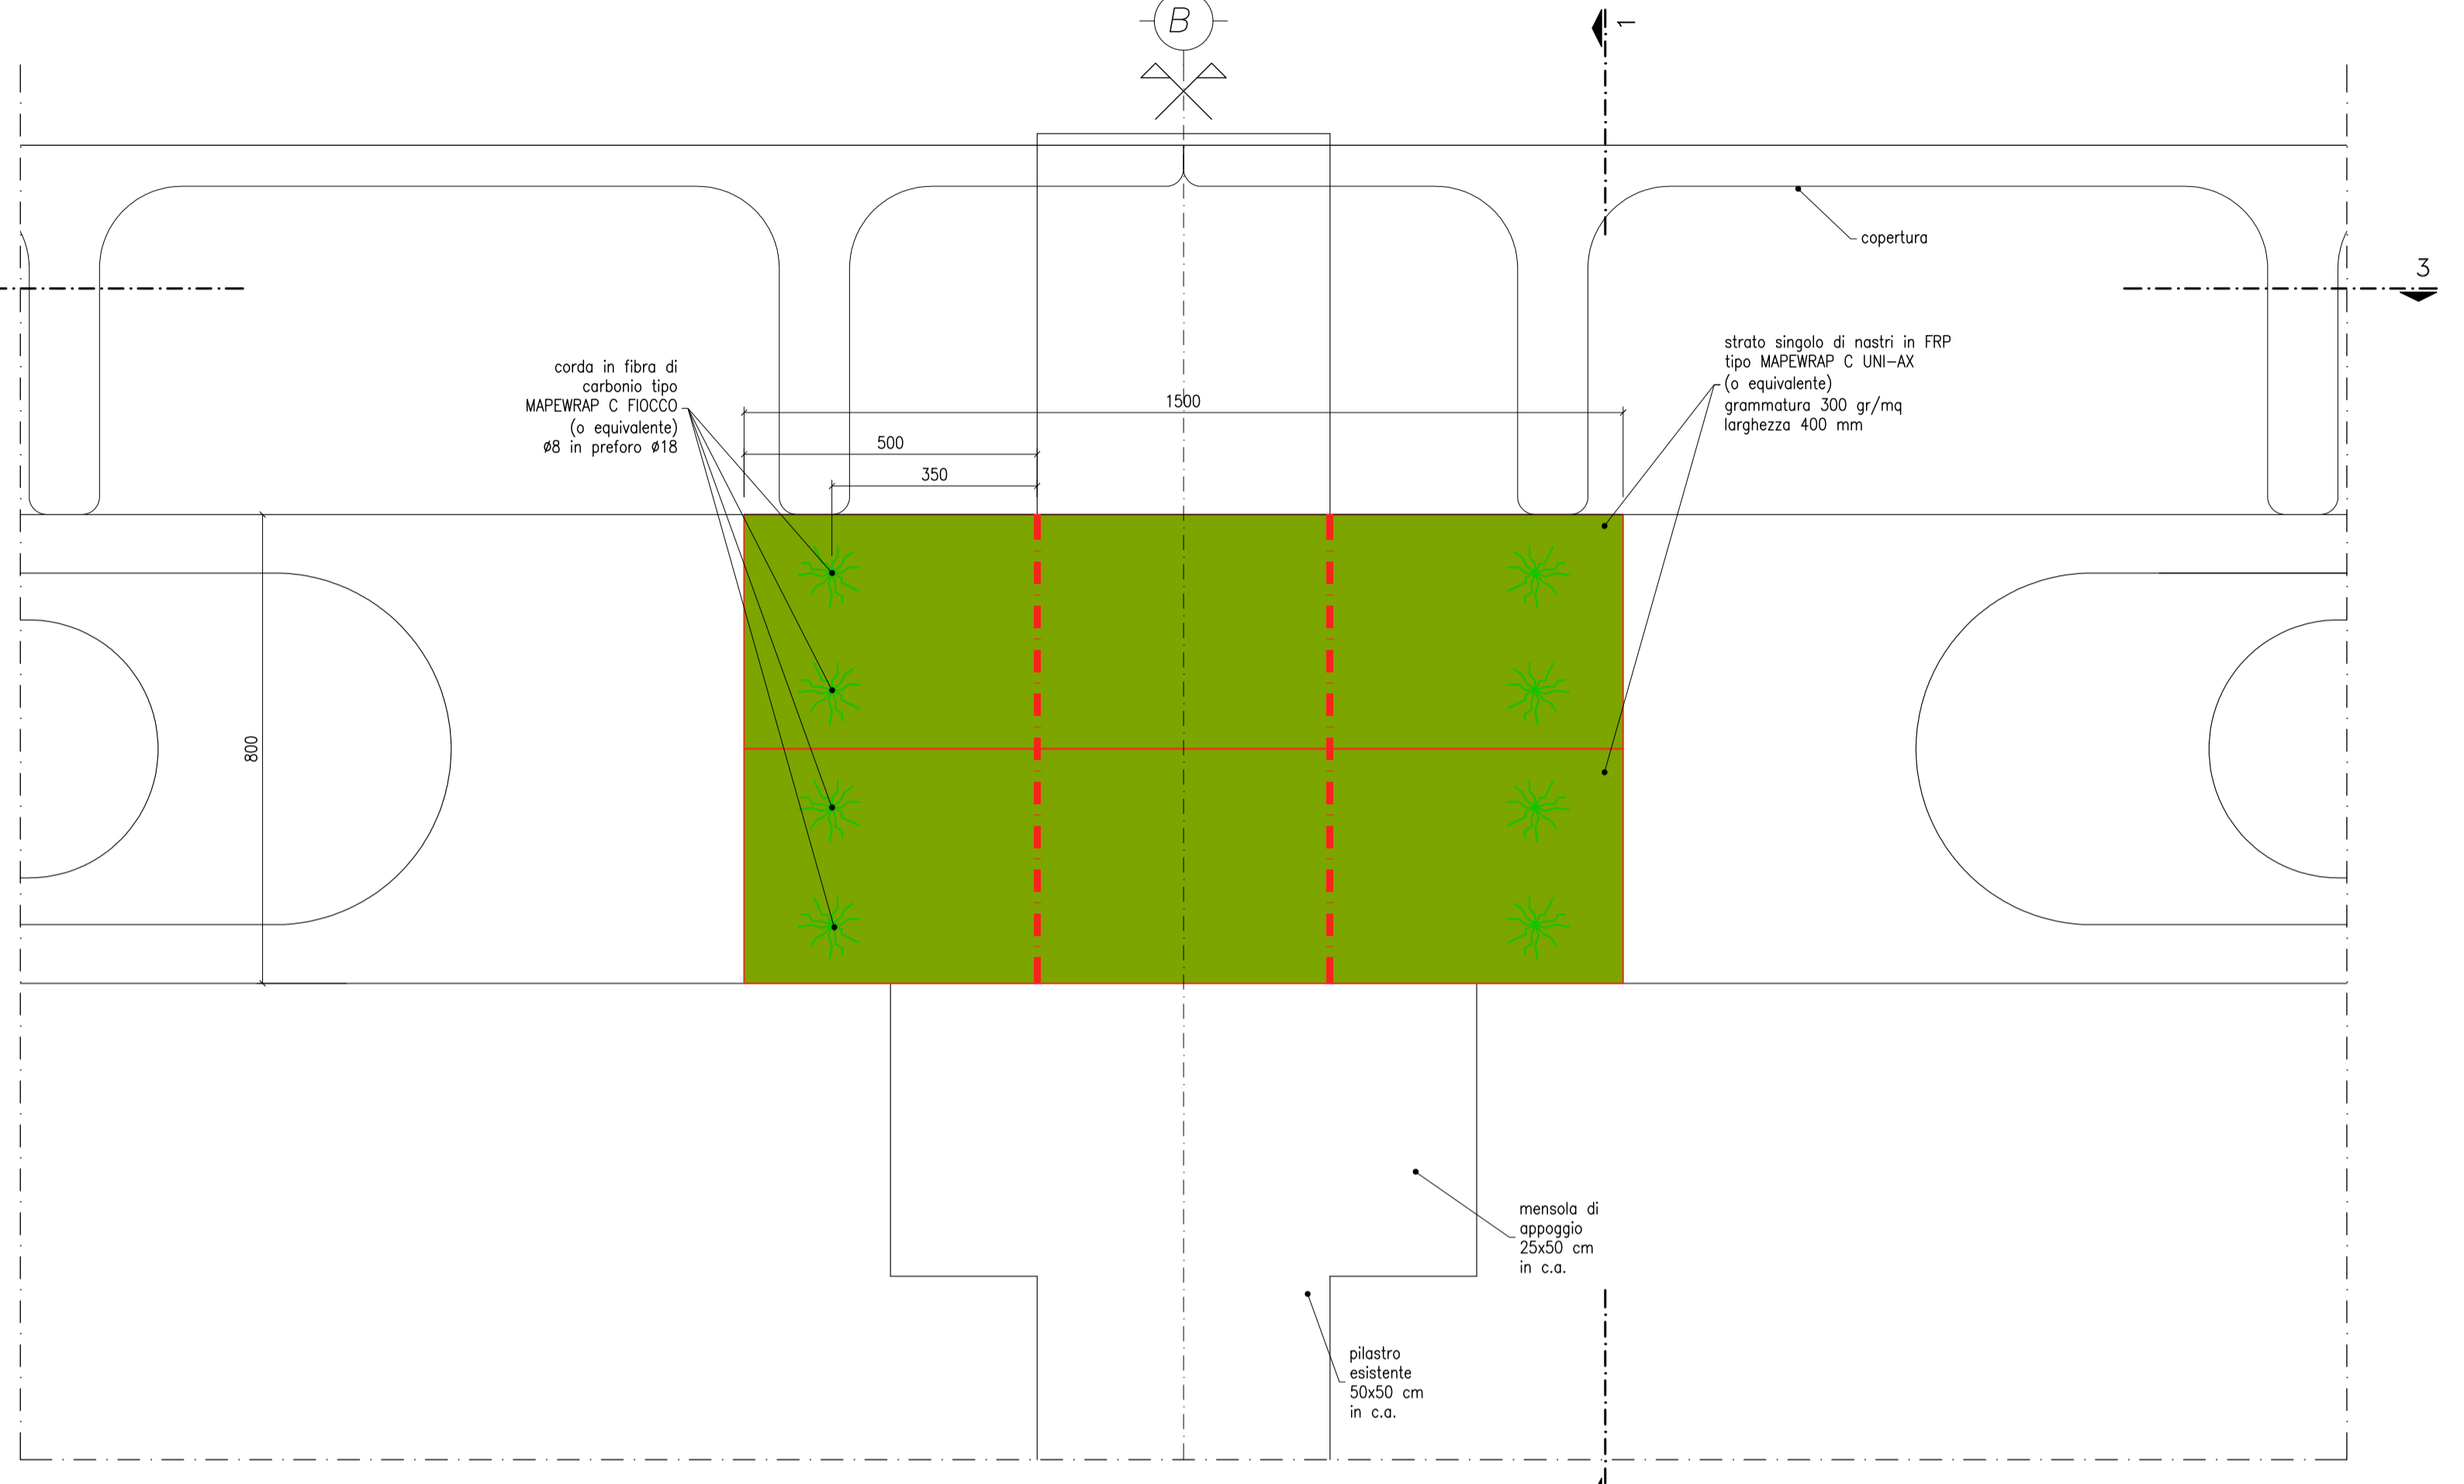 B
1
copertura
3
strato singolo di nastri in FRP
tipo MAPEWRAP C UNI-AX
(o equivalente)
grammatura 300 gr/mq
larghezza 400 mm
corda in fibra di
carbonio tipo
MAPEWRAP C FIOCCO
(o equivalente)
ø8 in preforo ø18
1500
500
350
800
mensola di
appoggio
25x50 cm
in c.a.
pilastro
esistente
50x50 cm
in c.a.